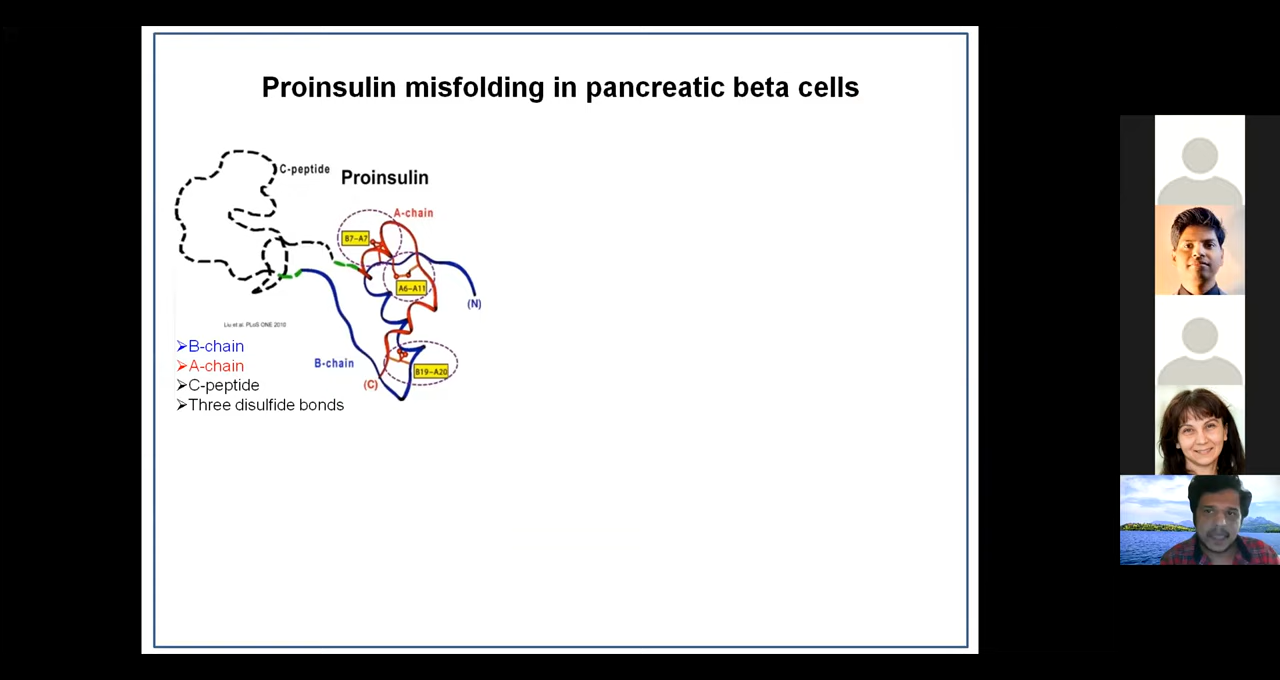 Proinsulin misfolding in pancreatic beta cells
C-peptide
Proinsulin
A-chain
B7–A7
A6–A11
(N)
Liu et al. PLoS ONE 2010
➢B-chain
➢A-chain
➢C-peptide
➢Three disulfide bonds
B-chain
B19–A20
(C)